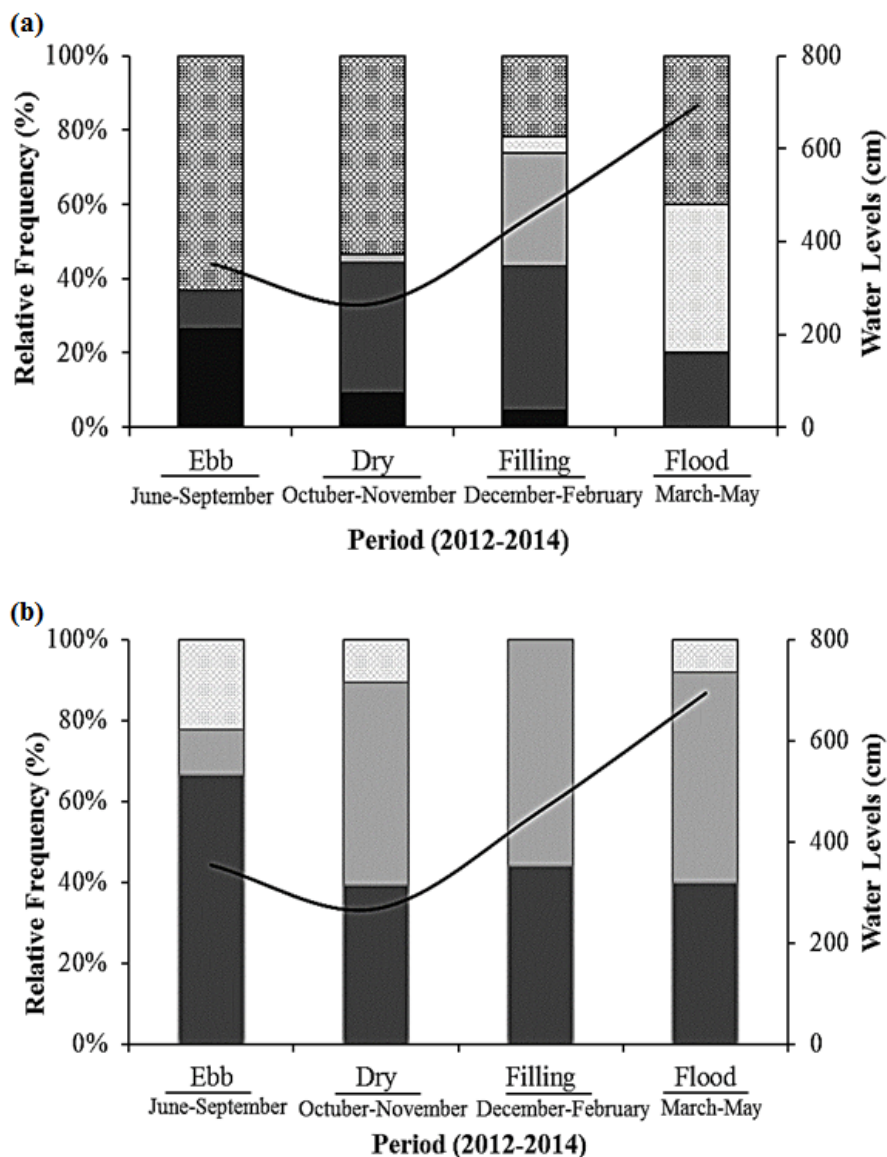 (a)
100%
80%
60%
40%
20%
0%
Relative Frequency (%)
800
600
400
200
0
Water Levels (cm)
Ebb Dry Filling Flood
June-September Octuber-November December-February March-May
Period (2012-2014)
(b)
100%
80%
60%
40%
20%
0%
Relative Frequency (%)
800
600
400
200
0
Water Levels (cm)
Ebb Dry Filling Flood
June-September Octuber-November December-February March-May
Period (2012-2014)